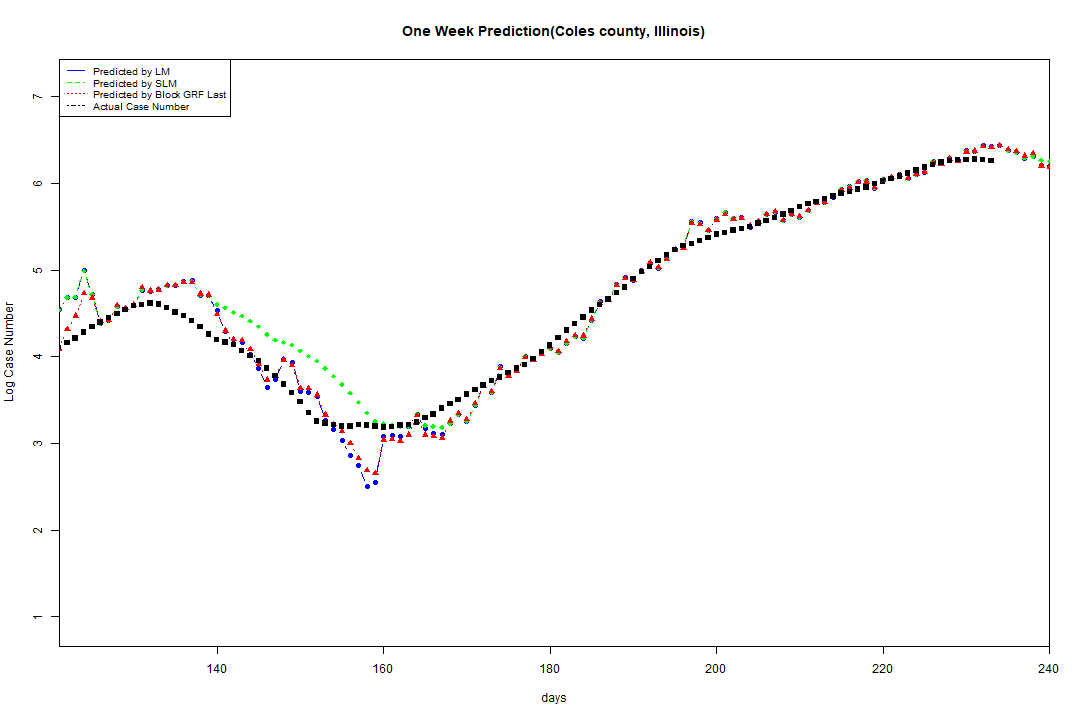 One Week Prediction(Coles county, Illinois)
Predicted by LM
Predicted by SLM
Predicted by Block GRF Last
Actual Case Number
7
6
5
4
3
2
1
Log Case Number
140 160 180 200 220 240
days